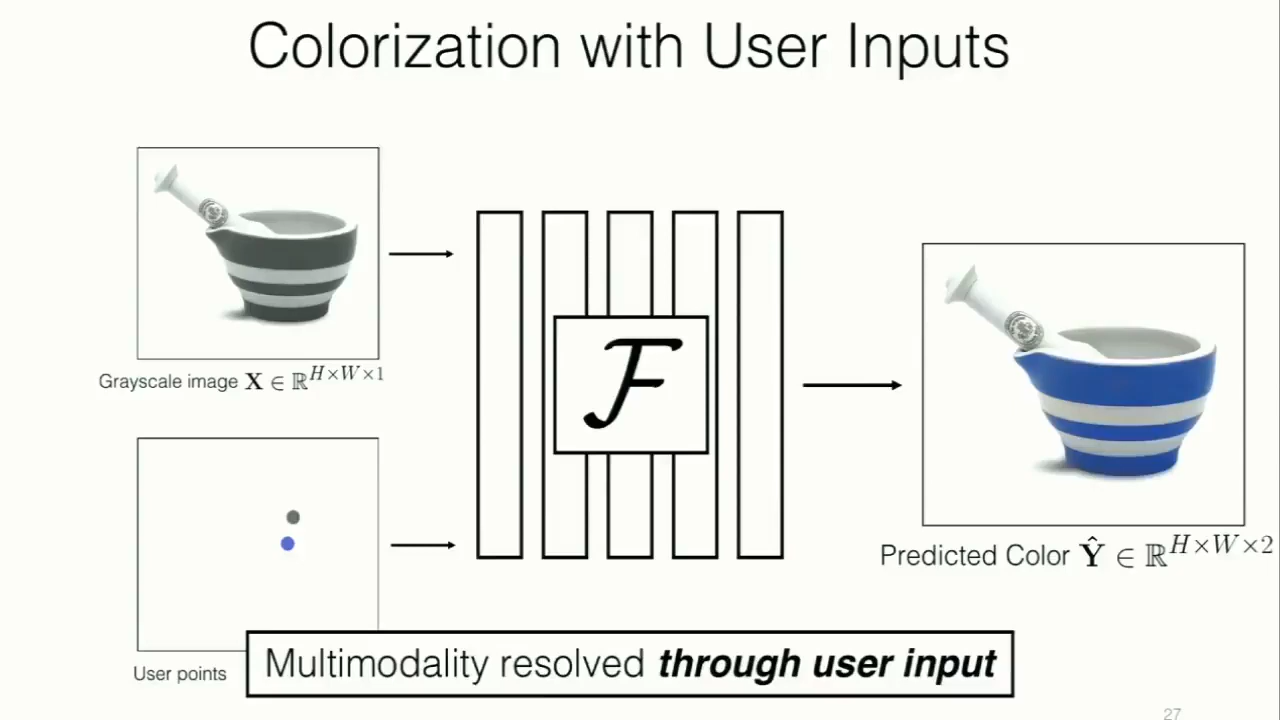 Colorization with User Inputs
Grayscale image X ∈ ℝ^{H×W×1}
ℱ
Predicted Color Ŷ ∈ ℝ^{H×W×2}
User points
Multimodality resolved through user input
27